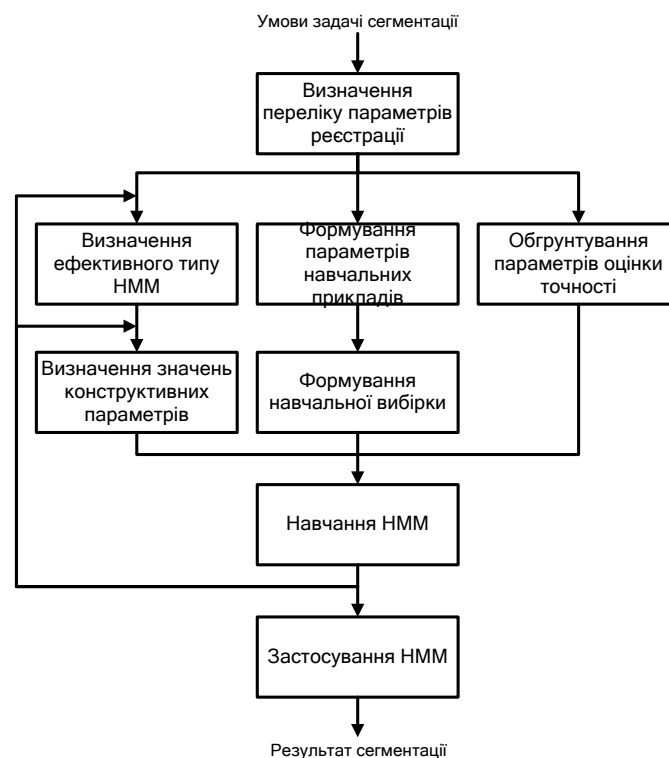 Умови задачі сегментації
Визначення
переліку параметрів
реєстрації
Визначення
ефективного типу
НММ
Формування
параметрів
навчальних
прикладів
Обгрунтування
параметрів оцінки
точності
Визначення значень
конструктивних
параметрів
Формування
навчальної вибірки
Навчання НММ
Застосування НММ
Результат сегментації